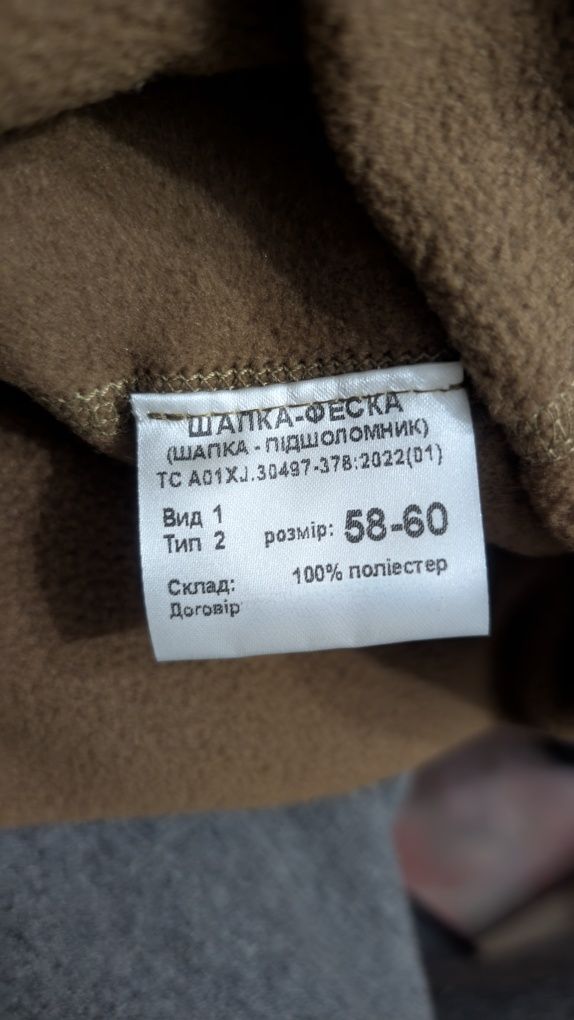 ШАПКА-ФЕСКА
(ШАПКА - ПІДШОЛОМНИК)
ТС А01XJ.30497-378:2022(01)
Вид 1
Тип 2 розмір: 58-60
Склад: 100% поліестер
Договір